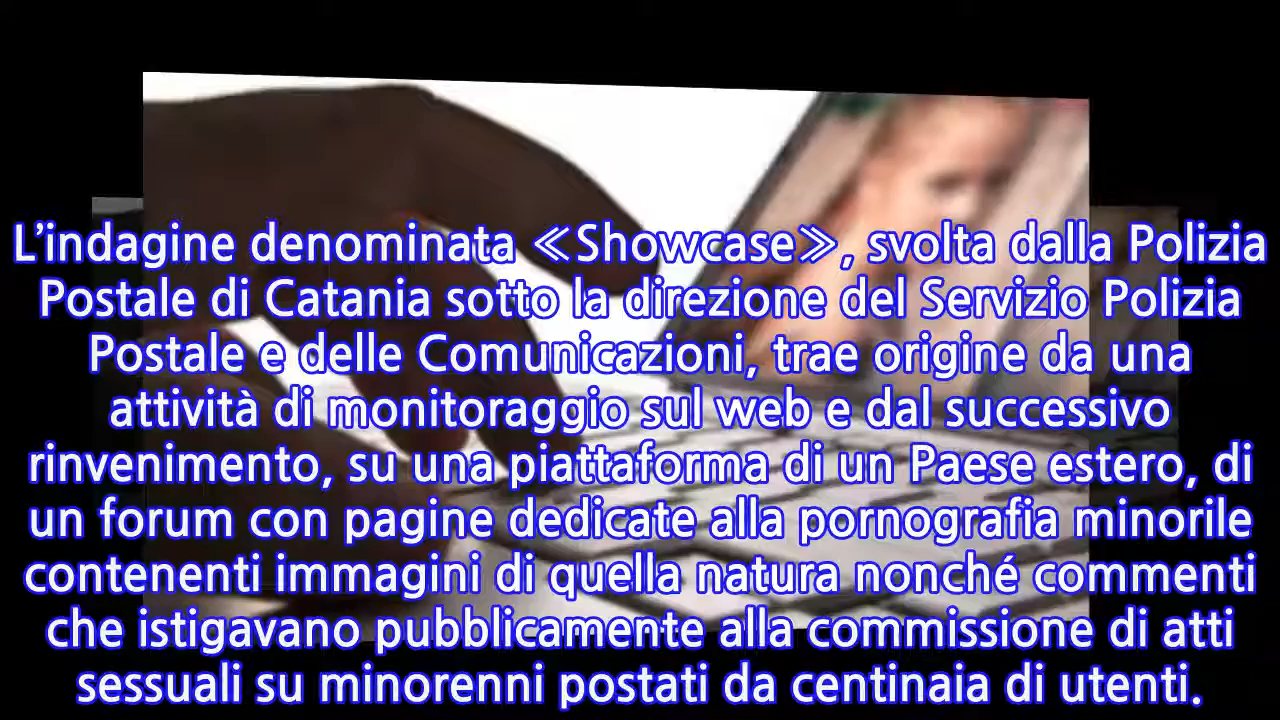 L'indagine denominata ≪Showcase≫, svolta dalla Polizia
Postale di Catania sotto la direzione del Servizio Polizia
Postale e delle Comunicazioni, trae origine da una
attività di monitoraggio sul web e dal successivo
rinvenimento, su una piattaforma di un Paese estero, di
un forum con pagine dedicate alla pornografia minorile
contenenti immagini di quella natura nonché commenti
che istigavano pubblicamente alla commissione di atti
sessuali su minorenni postati da centinaia di utenti.